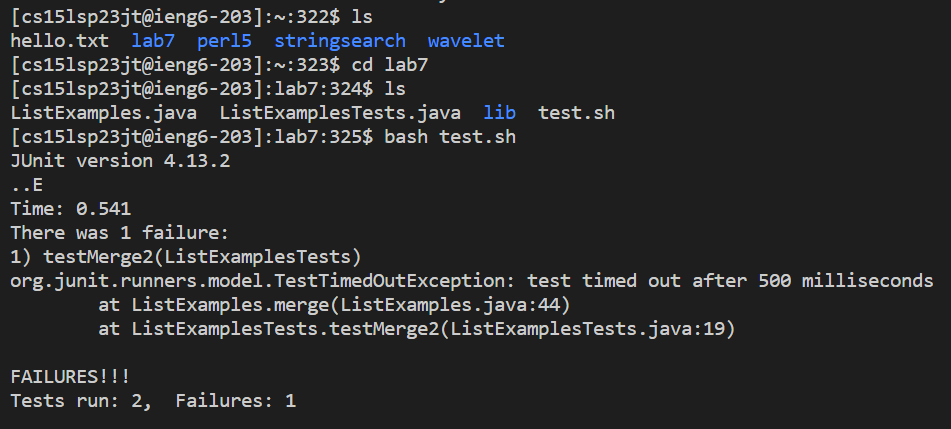 [cs15lsp23jt@ieng6-203]:~:322$ ls
hello.txt  lab7  perl5  stringsearch  wavelet
[cs15lsp23jt@ieng6-203]:~:323$ cd lab7
[cs15lsp23jt@ieng6-203]:lab7:324$ ls
ListExamples.java  ListExamplesTests.java  lib  test.sh
[cs15lsp23jt@ieng6-203]:lab7:325$ bash test.sh
JUnit version 4.13.2
..E
Time: 0.541
There was 1 failure:
1) testMerge2(ListExamplesTests)
org.junit.runners.model.TestTimedOutException: test timed out after 500 milliseconds
        at ListExamples.merge(ListExamples.java:44)
        at ListExamplesTests.testMerge2(ListExamplesTests.java:19)

FAILURES!!!
Tests run: 2,  Failures: 1